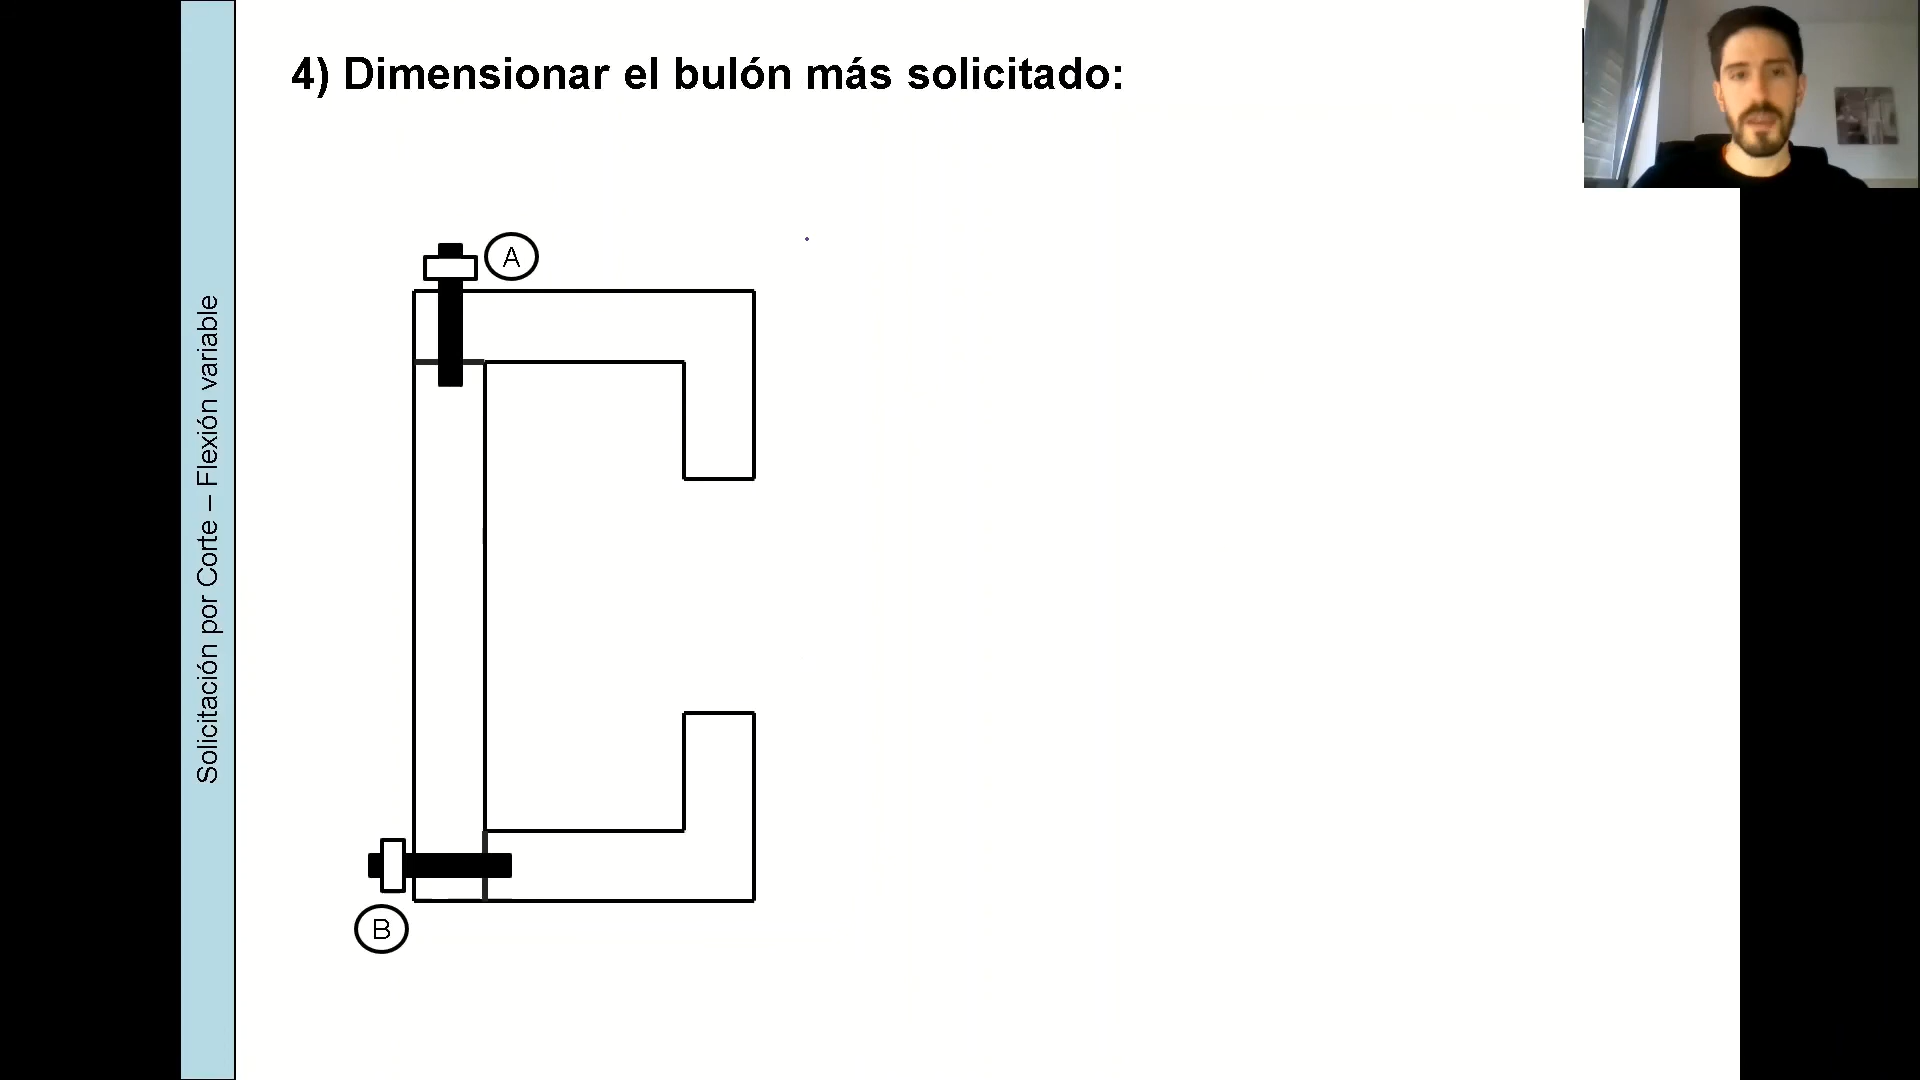 4) Dimensionar el bulón más solicitado:
Solicitación por Corte – Flexión variable
A
B